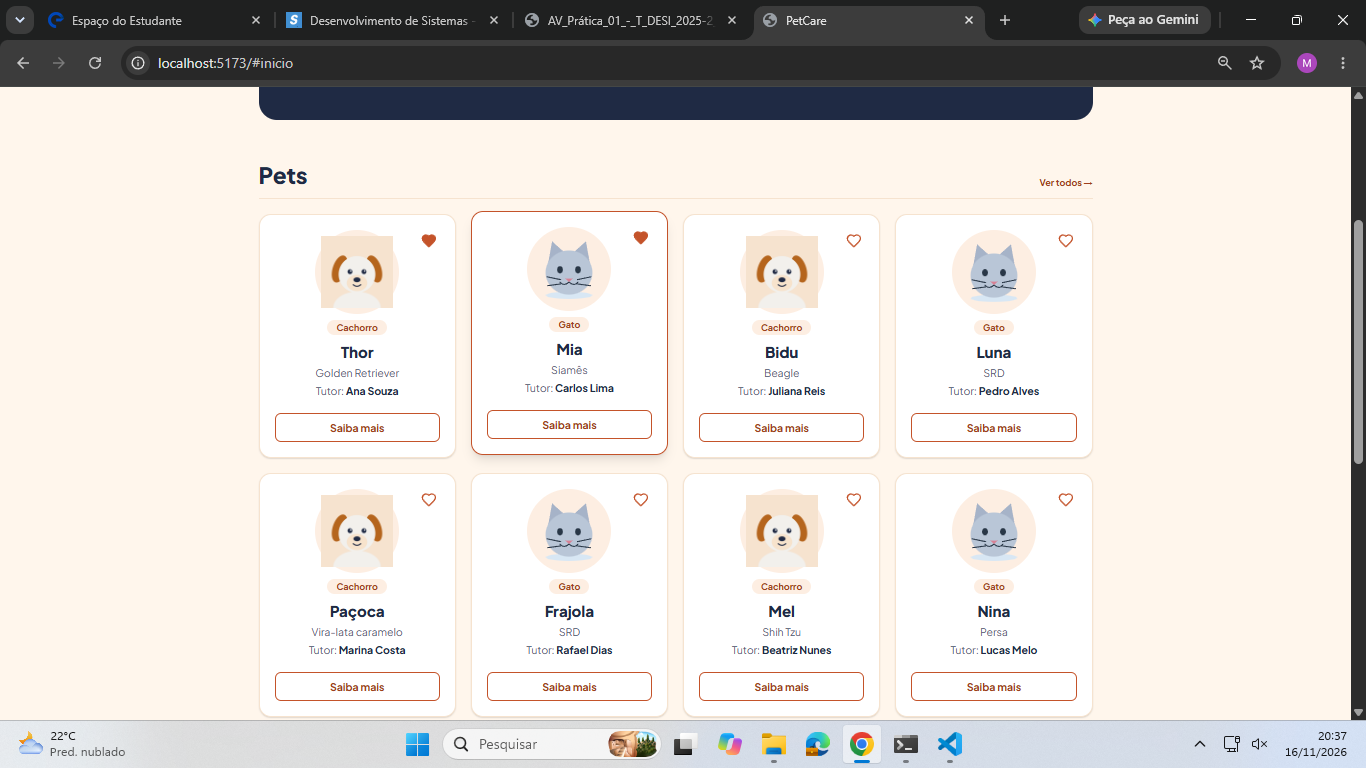 Espaço do Estudante
Desenvolvimento de Sistemas -
AV_Prática_01_-_T_DESI_2025-2
PetCare
Peça ao Gemini
localhost:5173/#inicio
M
Pets
Ver todos →
Cachorro
Thor
Golden Retriever
Tutor: Ana Souza
Saiba mais
Gato
Mia
Siamês
Tutor: Carlos Lima
Saiba mais
Cachorro
Bidu
Beagle
Tutor: Juliana Reis
Saiba mais
Gato
Luna
SRD
Tutor: Pedro Alves
Saiba mais
Cachorro
Paçoca
Vira-lata caramelo
Tutor: Marina Costa
Saiba mais
Gato
Frajola
SRD
Tutor: Rafael Dias
Saiba mais
Cachorro
Mel
Shih Tzu
Tutor: Beatriz Nunes
Saiba mais
Gato
Nina
Persa
Tutor: Lucas Melo
Saiba mais
22°C
Pred. nublado
Pesquisar
20:37
16/11/2026